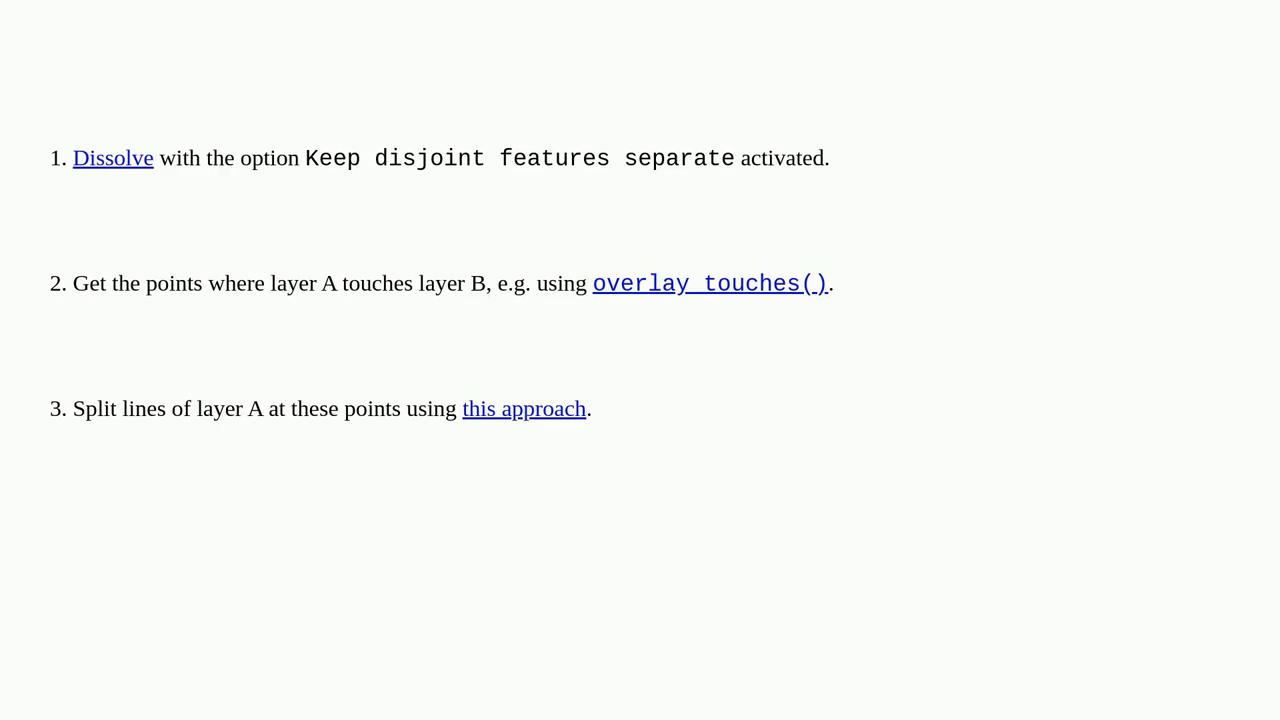 1. Dissolve with the option Keep disjoint features separate activated.
2. Get the points where layer A touches layer B, e.g. using overlay_touches().
3. Split lines of layer A at these points using this approach.